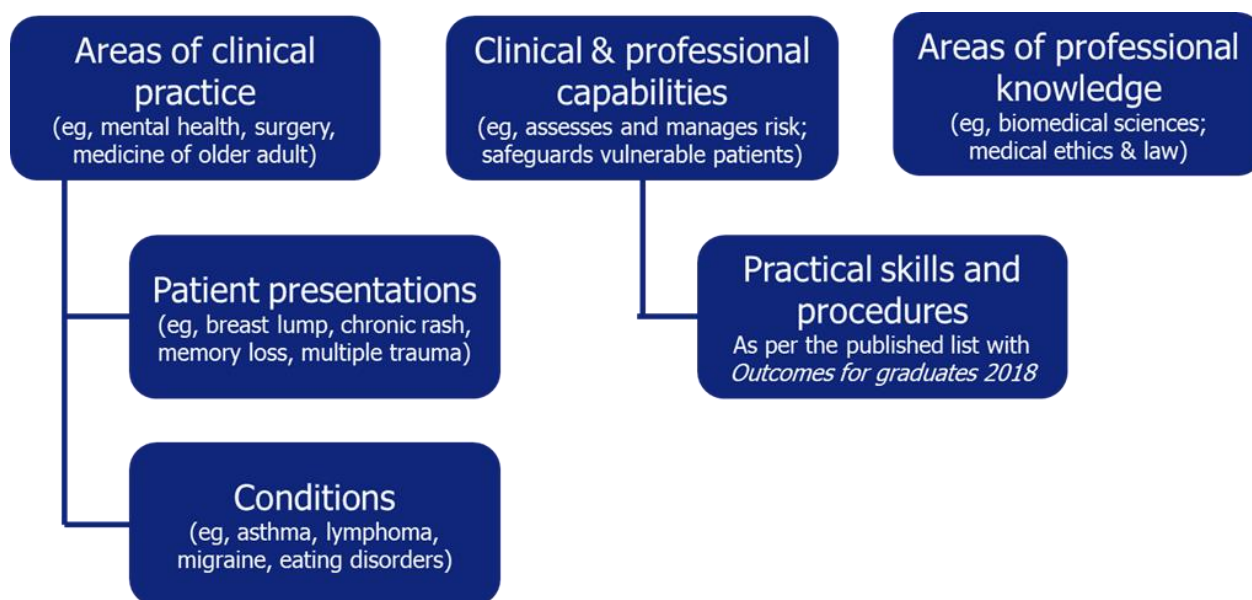 Areas of clinical
practice
(eg, mental health, surgery,
medicine of older adult)
Clinical & professional
capabilities
(eg, assesses and manages risk;
safeguards vulnerable patients)
Areas of professional
knowledge
(eg, biomedical sciences;
medical ethics & law)
Patient presentations
(eg, breast lump, chronic rash,
memory loss, multiple trauma)
Practical skills and
procedures
As per the published list with
Outcomes for graduates 2018
Conditions
(eg, asthma, lymphoma,
migraine, eating disorders)